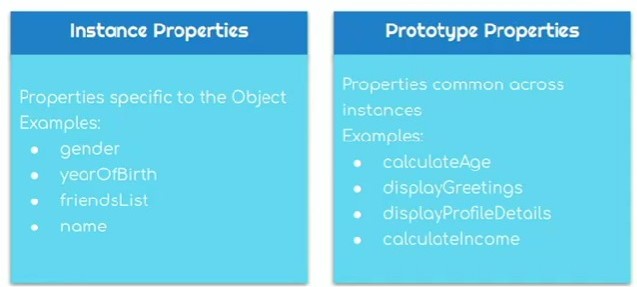 Instance Properties
Properties specific to the Object
Examples:
● gender
● yearOfBirth
● friendsList
● name
Prototype Properties
Properties common across
instances
Examples:
● calculateAge
● displayGreetings
● displayProfileDetails
● calculateIncome